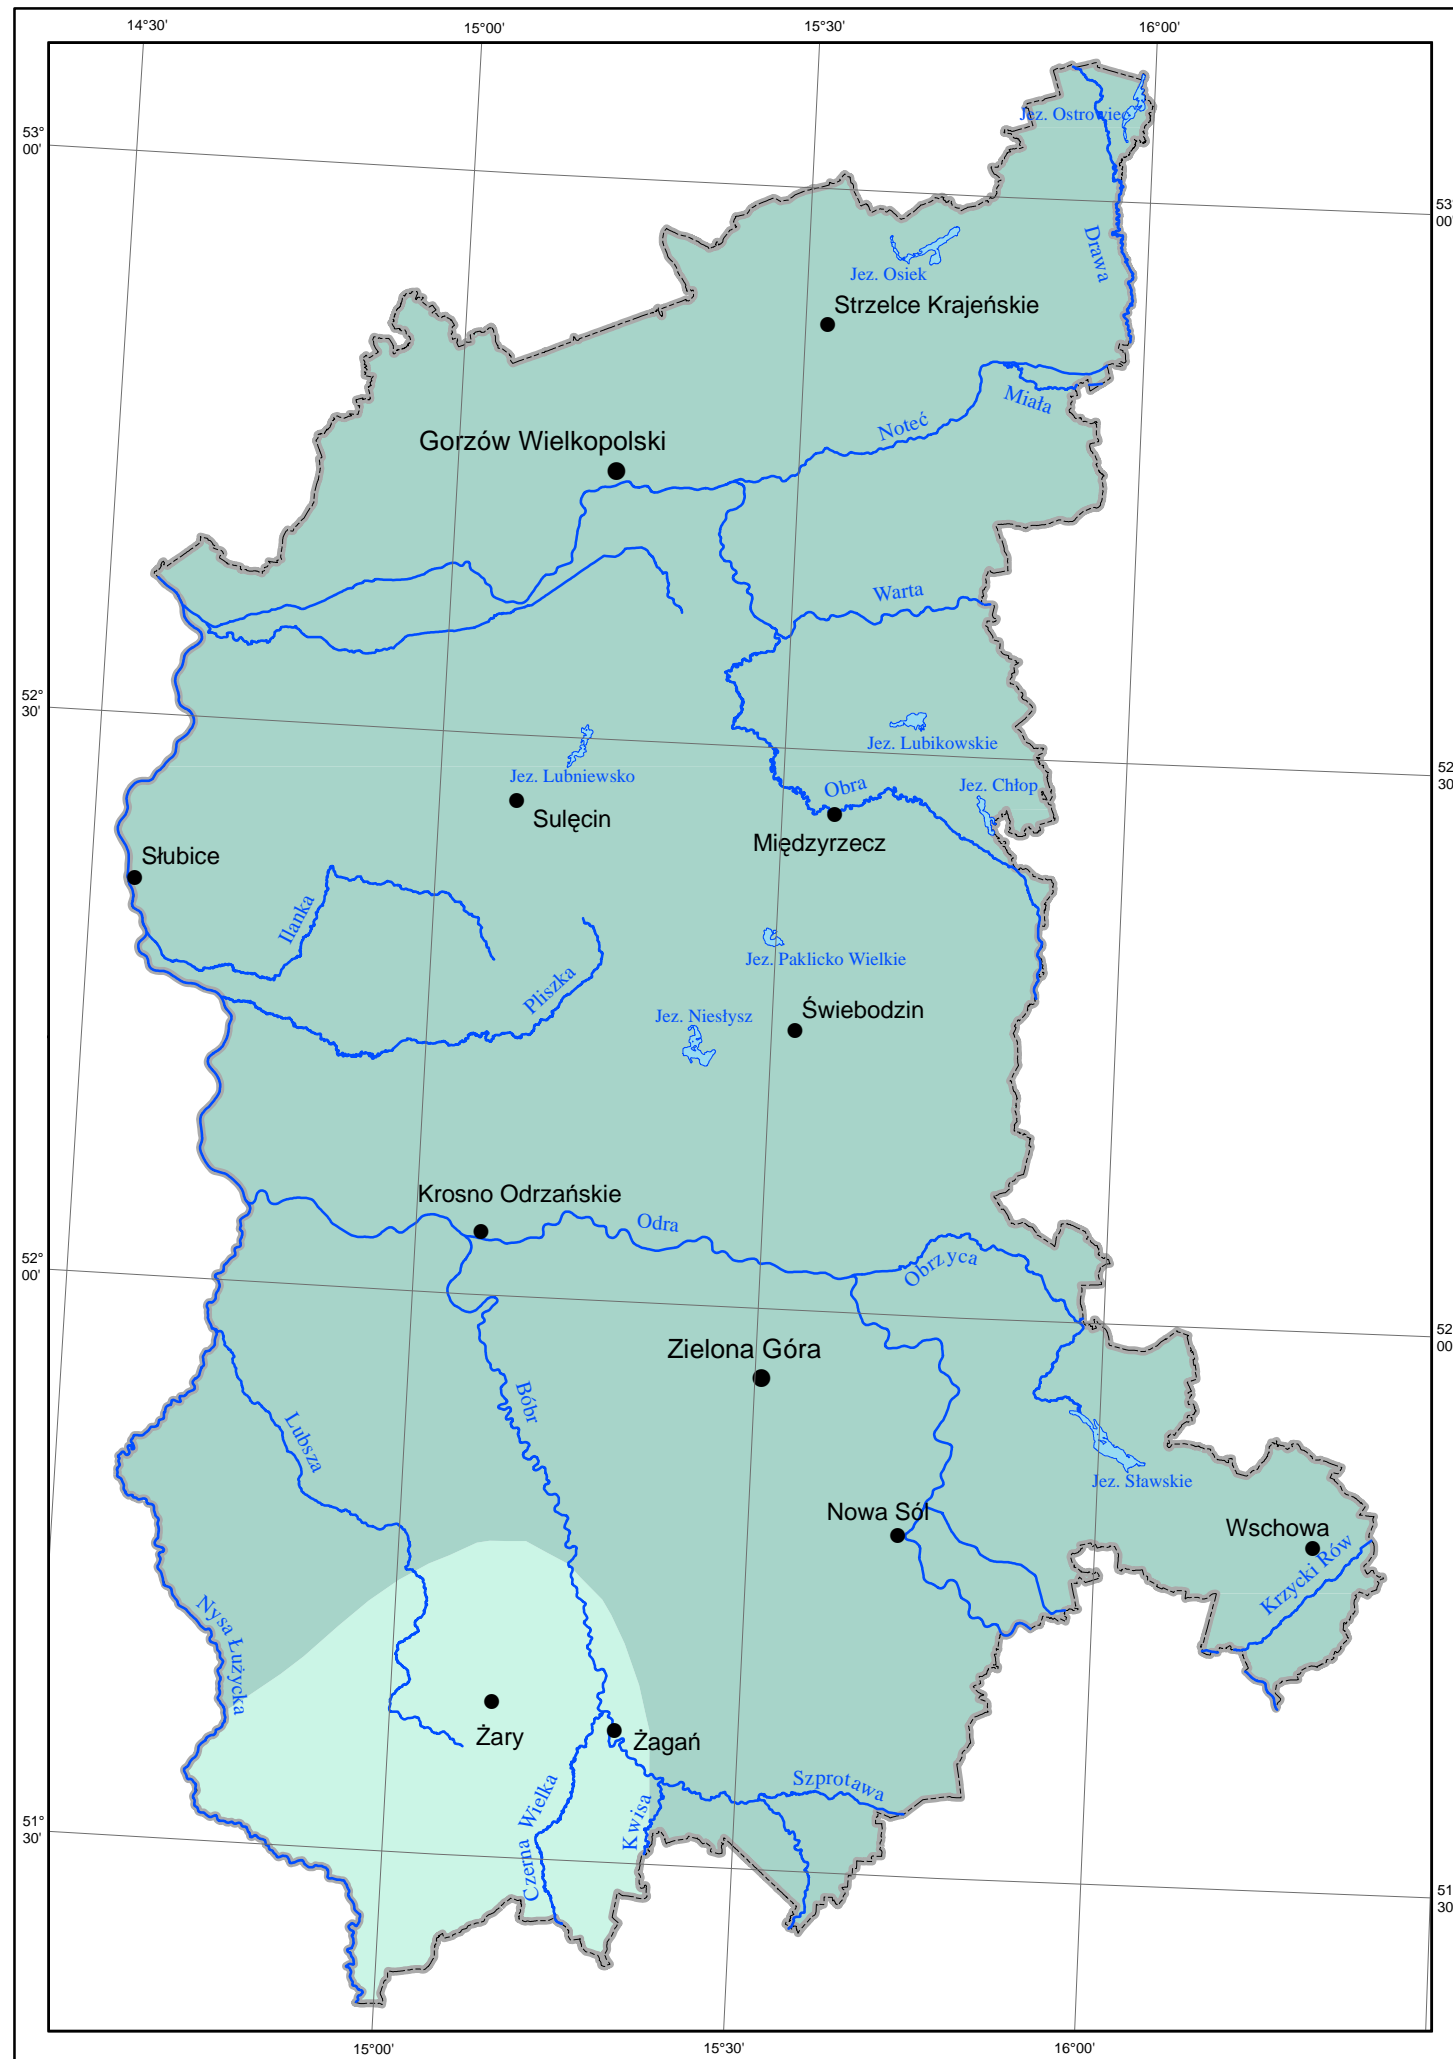 14°30'
15°00'
15°30'
16°00'
53°
00'
Jez. Ostrowiec
53°
00'
Drawa
Jez. Osiek
Strzelce Krajeńskie
Miała
Noteć
Gorzów Wielkopolski
Warta
52°
30'
Jez. Lubikowskie
52°
30'
Jez. Lubniewsko
Obra
Jez. Chłop
Sulęcin
Międzyrzecz
Słubice
Ilanka
Jez. Paklicko Wielkie
Pliszka
Jez. Niesłysz
Świebodzin
Krosno Odrzańskie
Odra
Obrzyca
52°
00'
52°
00'
Zielona Góra
Bóbr
Lubsza
Jez. Sławskie
Nowa Sól
Wschowa
Krzycki Rów
Nysa Łużycka
Żary
Żagań
Szprotawa
Czerna Wielka
Kwisa
51°
30'
51°
30'
15°00'
15°30'
16°00'